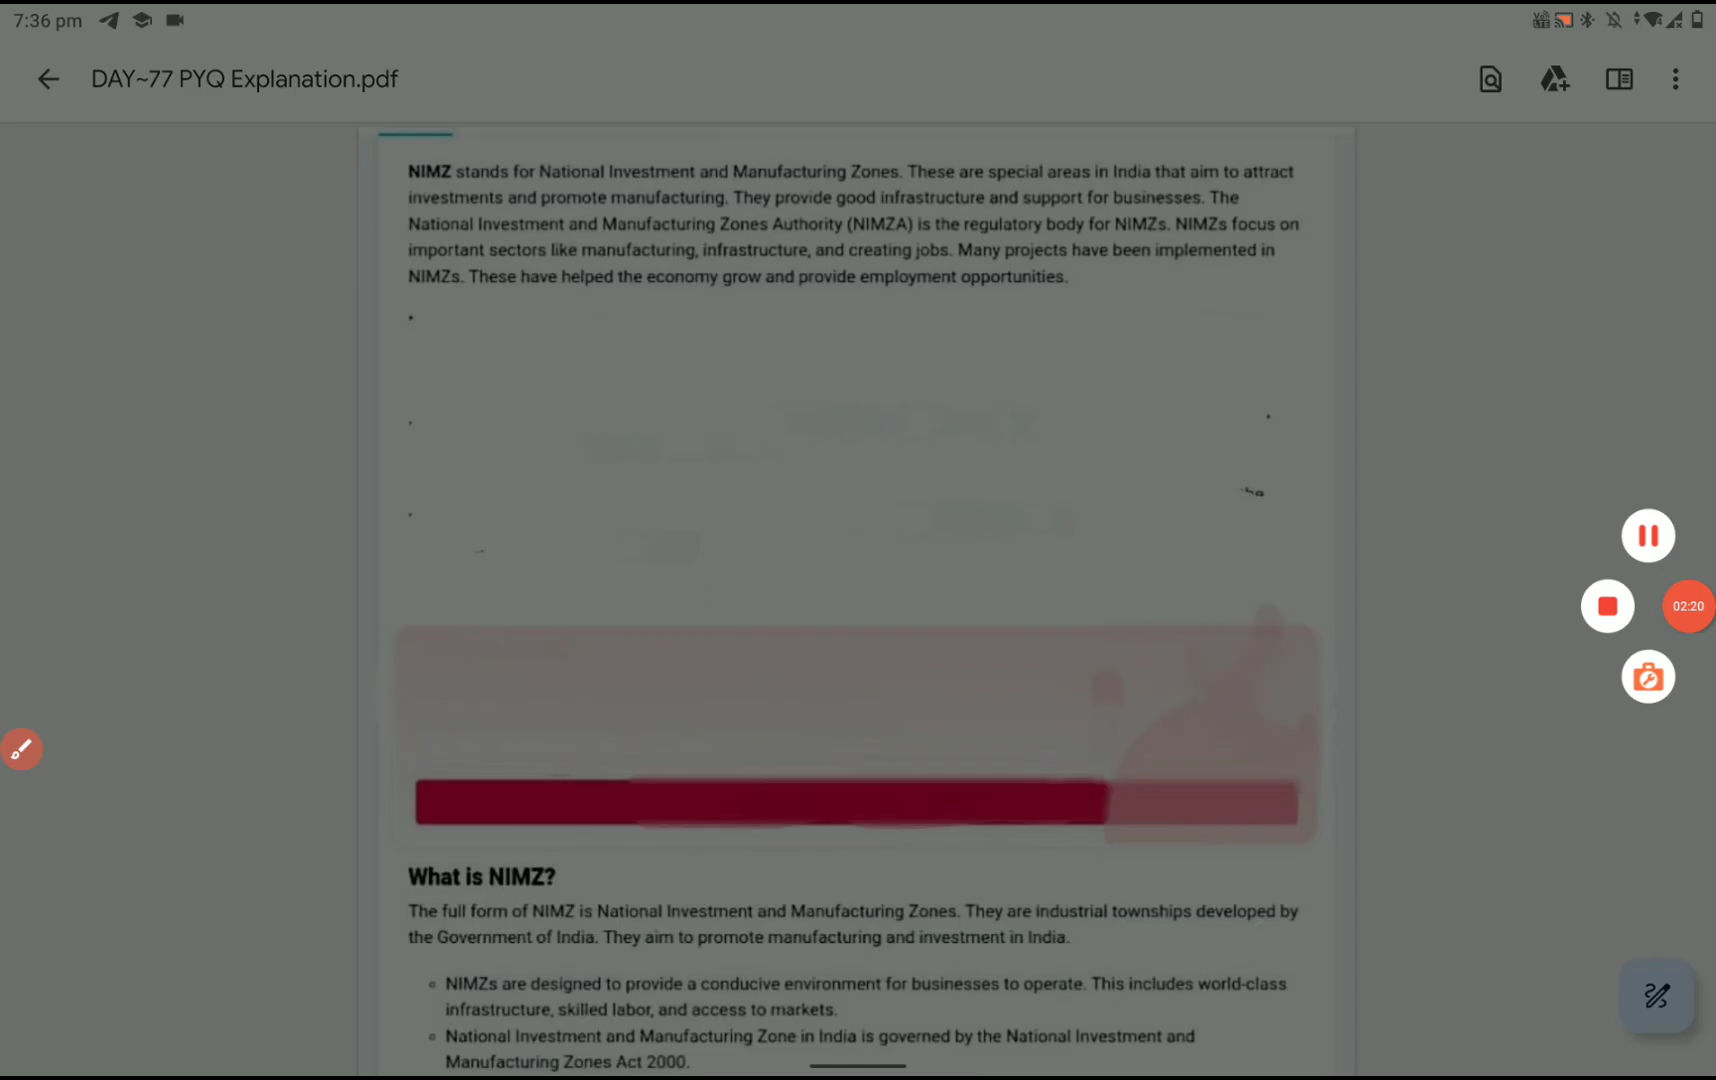 7:36 pm
DAY~77 PYQ Explanation.pdf
NIMZ stands for National Investment and Manufacturing Zones. These are special areas in India that aim to attract
investments and promote manufacturing. They provide good infrastructure and support for businesses. The
National Investment and Manufacturing Zones Authority (NIMZA) is the regulatory body for NIMZs. NIMZs focus on
important sectors like manufacturing, infrastructure, and creating jobs. Many projects have been implemented in
NIMZs. These have helped the economy grow and provide employment opportunities.
02:20
What is NIMZ?
The full form of NIMZ is National Investment and Manufacturing Zones. They are industrial townships developed by
the Government of India. They aim to promote manufacturing and investment in India.
NIMZs are designed to provide a conducive environment for businesses to operate. This includes world-class
infrastructure, skilled labor, and access to markets.
National Investment and Manufacturing Zone in India is governed by the National Investment and
Manufacturing Zones Act 2000.